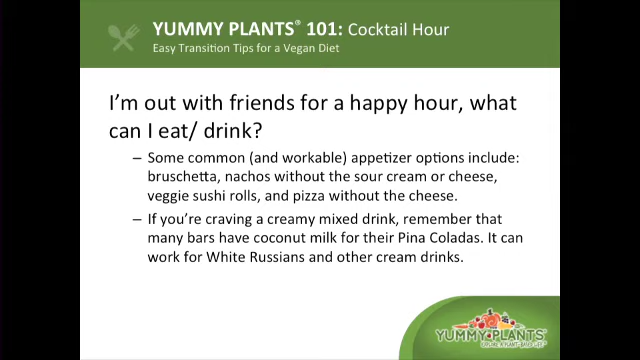 YUMMY PLANTS® 101: Cocktail Hour
Easy Transition Tips for a Vegan Diet
I'm out with friends for a happy hour, what
can I eat/ drink?
– Some common (and workable) appetizer options include:
bruschetta, nachos without the sour cream or cheese,
veggie sushi rolls, and pizza without the cheese.
– If you're craving a creamy mixed drink, remember that
many bars have coconut milk for their Pina Coladas. It can
work for White Russians and other cream drinks.
YUMMY PLANTS